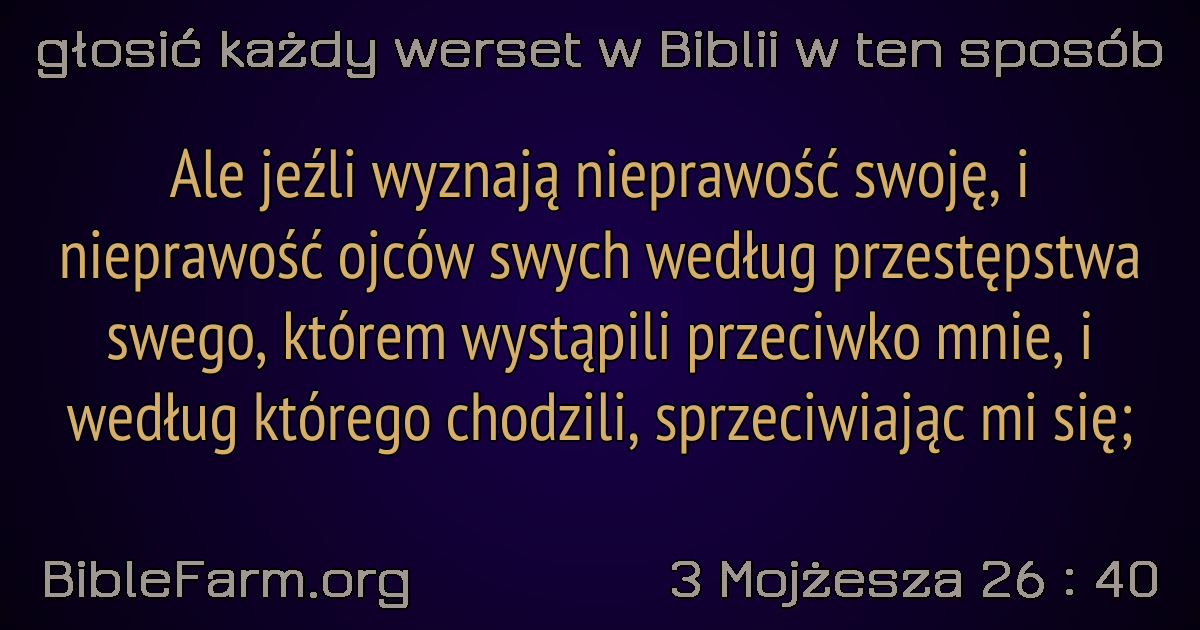 głosić każdy werset w Biblii w ten sposób
Ale jeźli wyznają nieprawość swoję, i
nieprawość ojców swych według przestępstwa
swego, którem wystąpili przeciwko mnie, i
według którego chodzili, sprzeciwiając mi się;
BibleFarm.org
3 Mojżesza 26 : 40